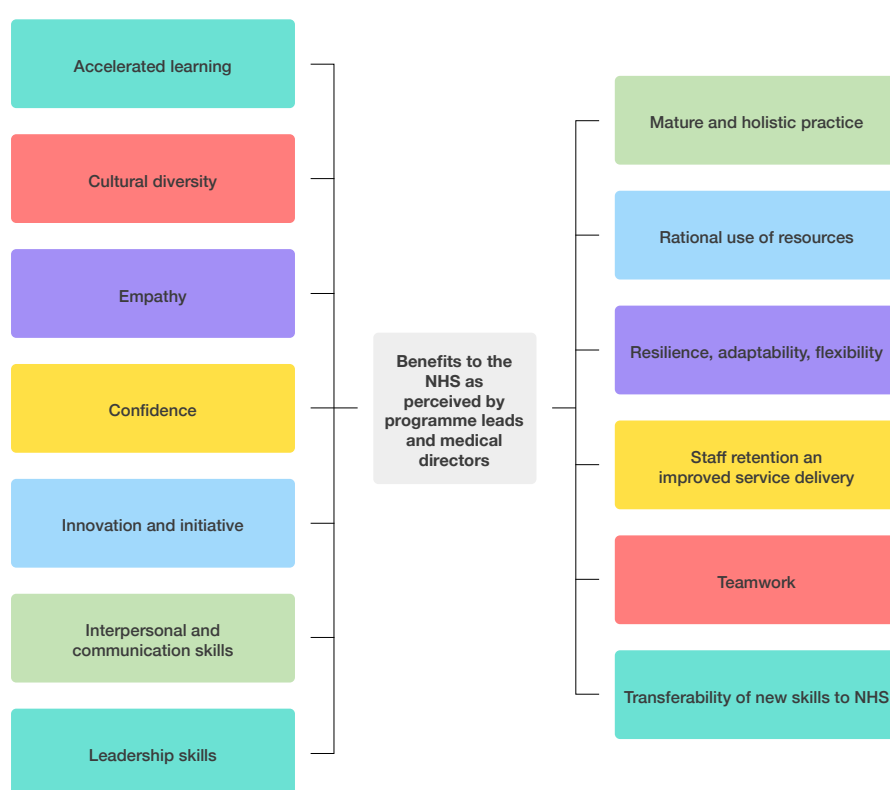 Accelerated learning
Cultural diversity
Empathy
Confidence
Innovation and initiative
Interpersonal and
communication skills
Leadership skills
Benefits to the
NHS as
perceived by
programme leads
and medical
directors
Mature and holistic practice
Rational use of resources
Resilience, adaptability, flexibility
Staff retention an
improved service delivery
Teamwork
Transferability of new skills to NHS